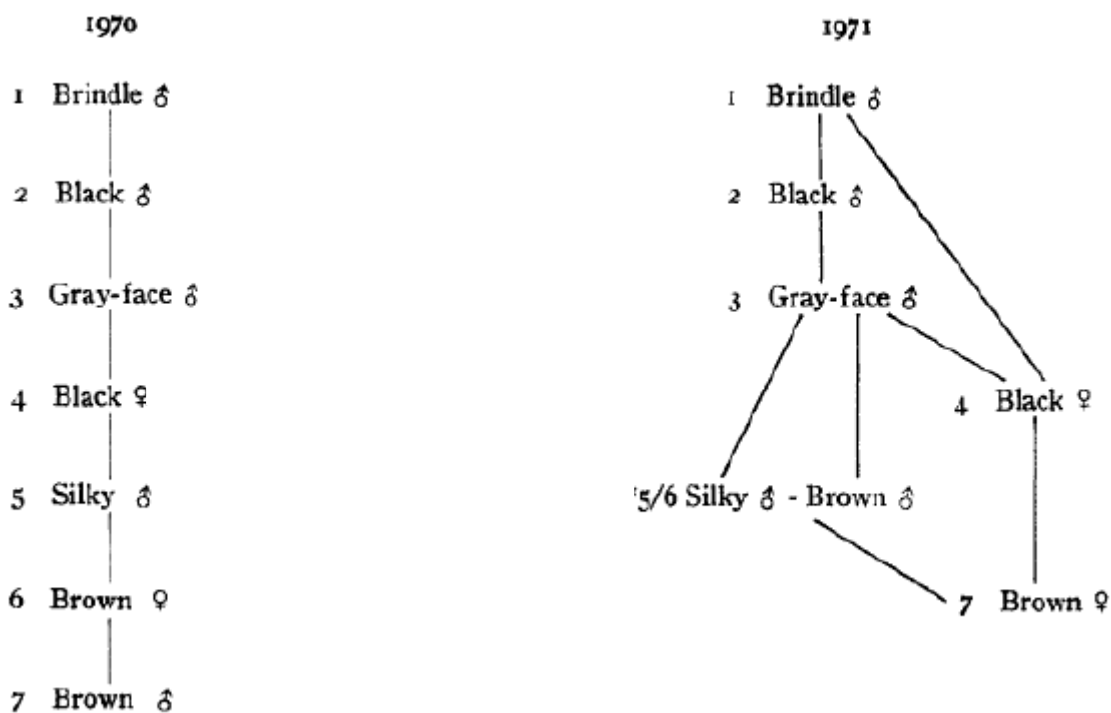 1970
1 Brindle ♂
2 Black ♂
3 Gray-face ♂
4 Black ♀
5 Silky ♂
6 Brown ♀
7 Brown ♂
1971
1 Brindle ♂
2 Black ♂
3 Gray-face ♂
4 Black ♀
5/6 Silky ♂ - Brown ♂
7 Brown ♀